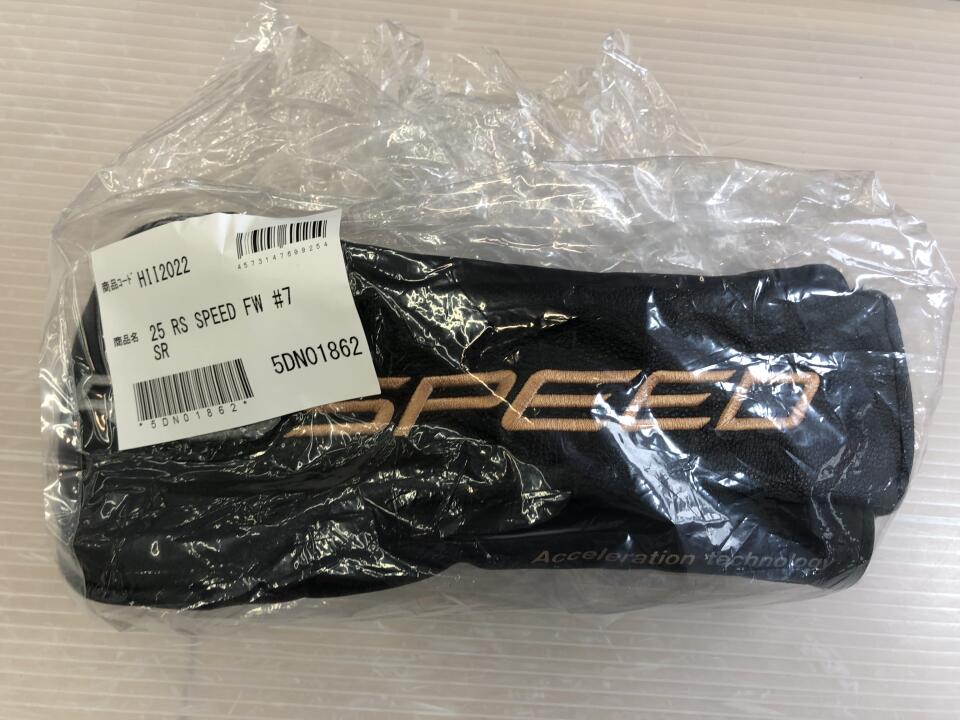 商品コード HII2022
4573147699254
商品名 25 RS SPEED FW #7
SR
5DN01862
*5DN01862*
SPEED
Acceleration technology